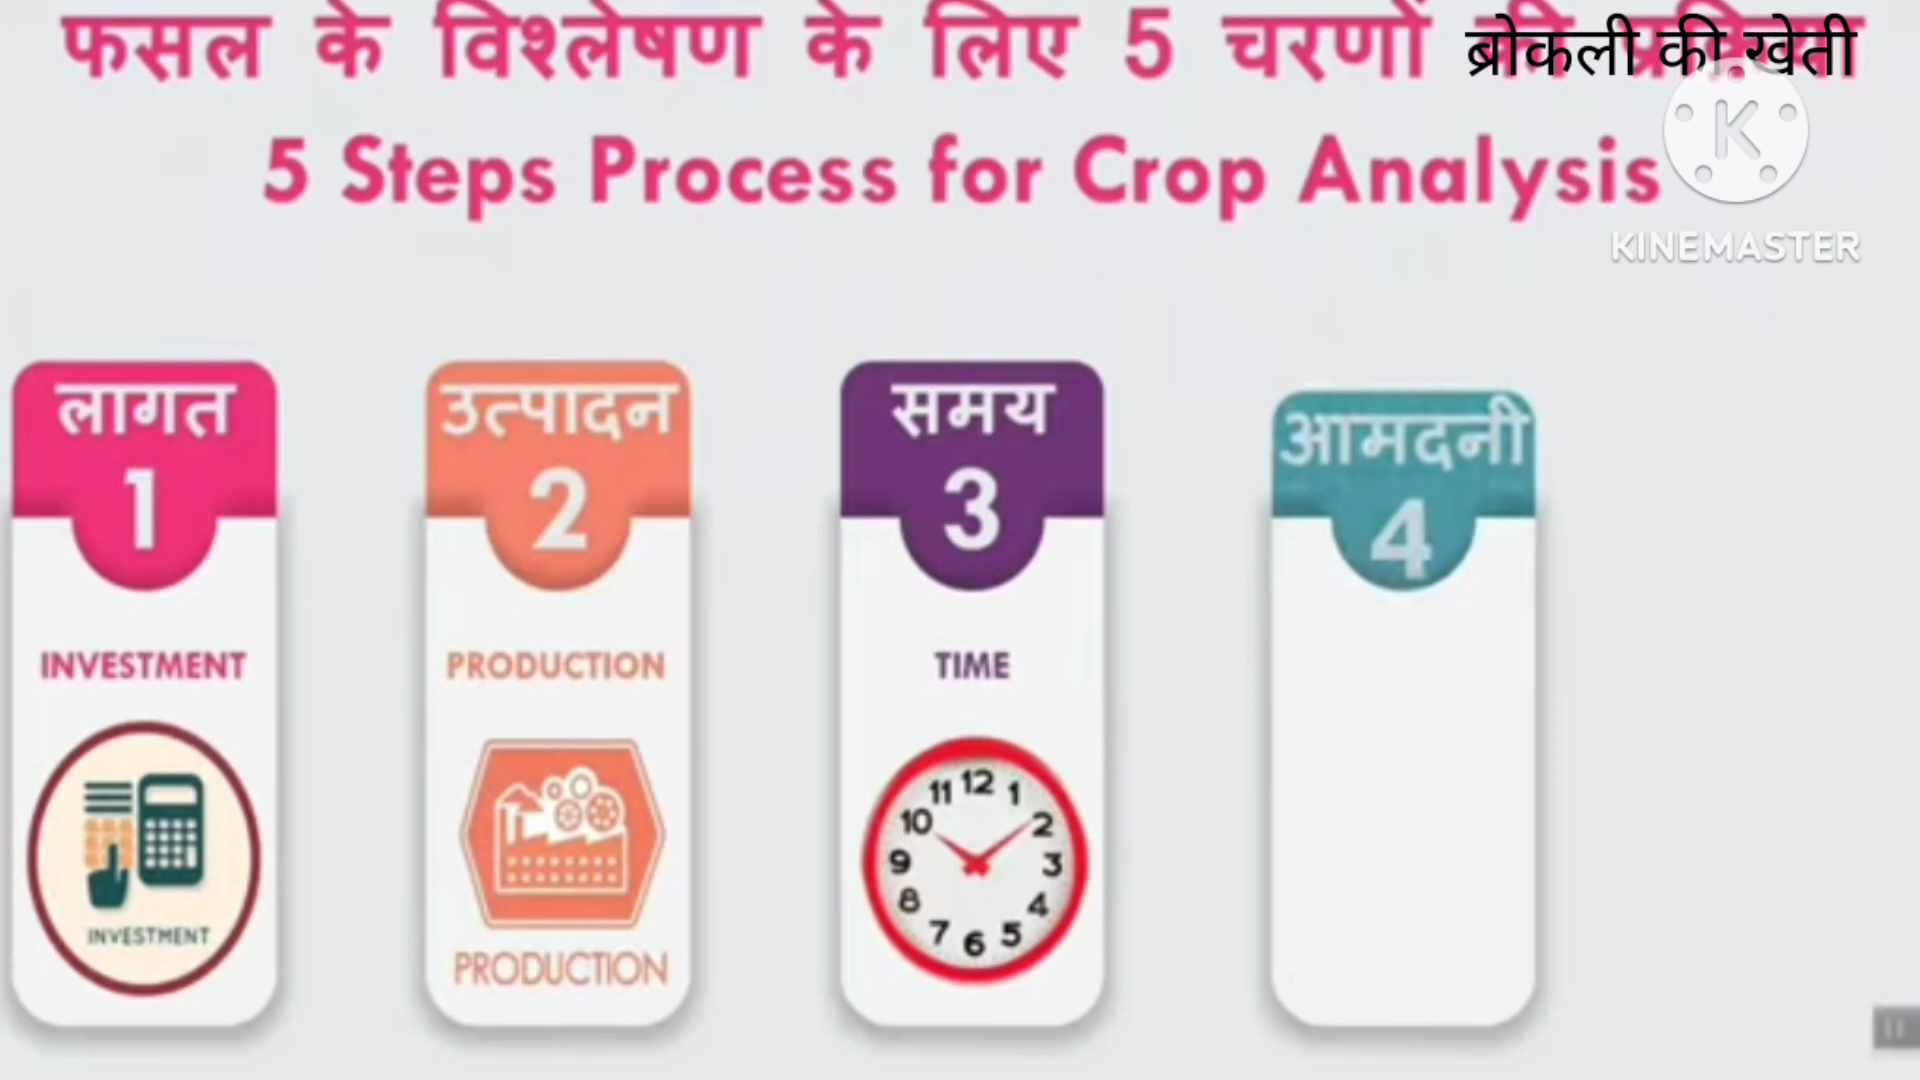 फसल के विश्लेषण के लिए 5 चरणों की
ब्रोकली की खेती
5 Steps Process for Crop Analysis
K
KINEMASTER
लागत
1
INVESTMENT
INVESTMENT
उत्पादन
2
PRODUCTION
PRODUCTION
समय
3
TIME
12
11 1
10 2
9 3
8 4
7 6 5
आमदनी
4